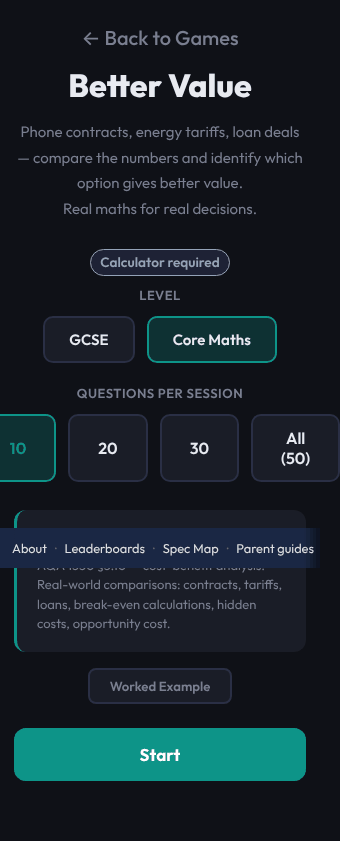 ← Back to Games
Better Value
Phone contracts, energy tariffs, loan deals
— compare the numbers and identify which
option gives better value.
Real maths for real decisions.
Calculator required
LEVEL
GCSE
Core Maths
QUESTIONS PER SESSION
10
20
30
All
(50)
About · Leaderboards · Spec Map · Parent guides
Real-world comparisons: contracts, tariffs,
loans, break-even calculations, hidden
costs, opportunity cost.
Worked Example
Start